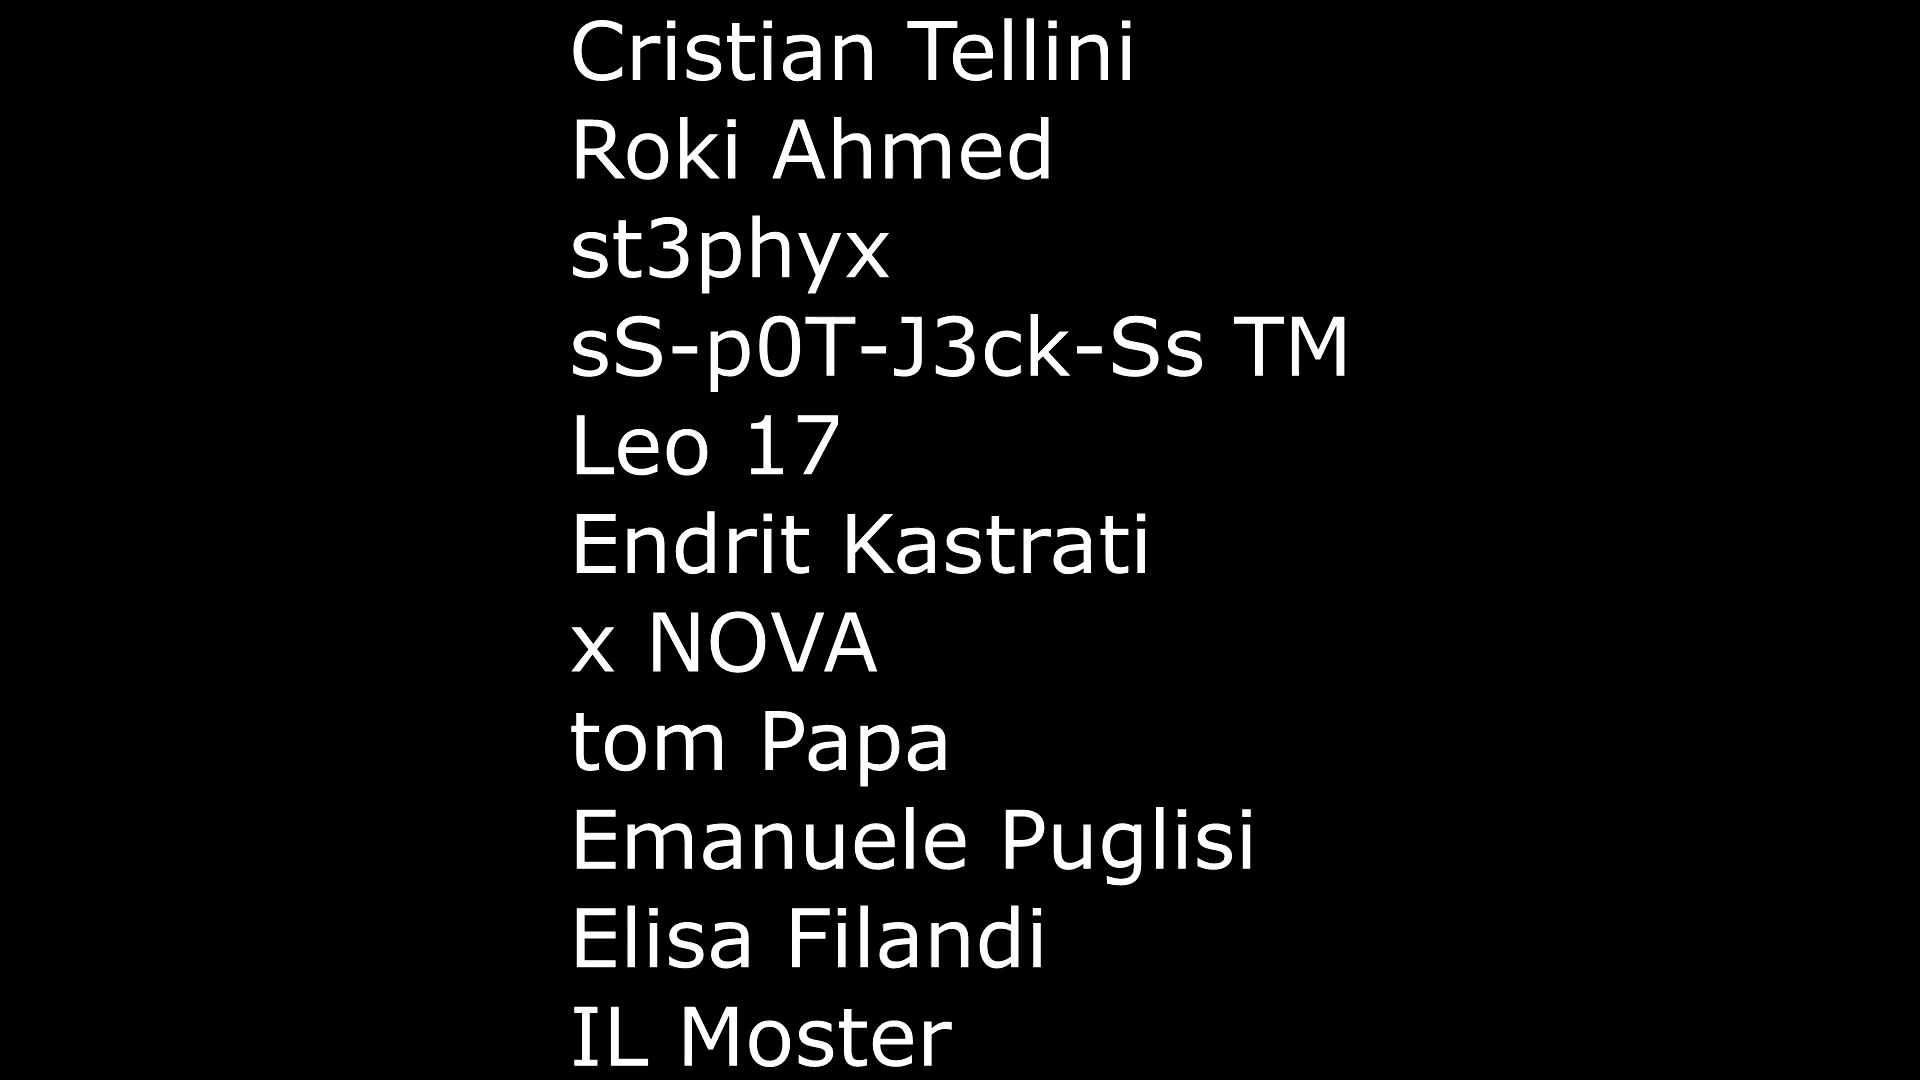 Cristian Tellini
Roki Ahmed
st3phyx
sS-p0T-J3ck-Ss TM
Leo 17
Endrit Kastrati
x NOVA
tom Papa
Emanuele Puglisi
Elisa Filandi
IL Moster